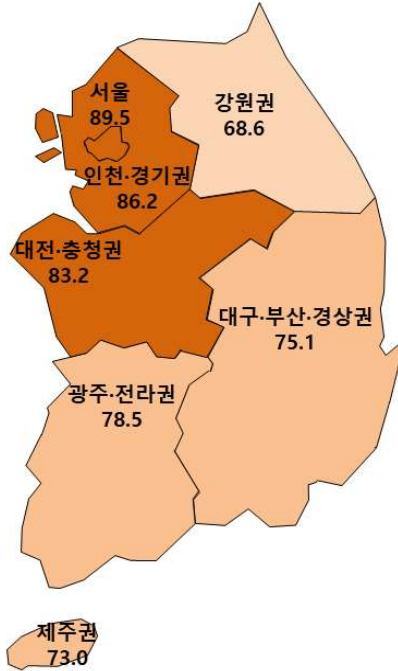 서울
89.5
강원권
68.6
인천·경기권
86.2
대전·충청권
83.2
대구·부산·경상권
75.1
광주·전라권
78.5
제주권
73.0